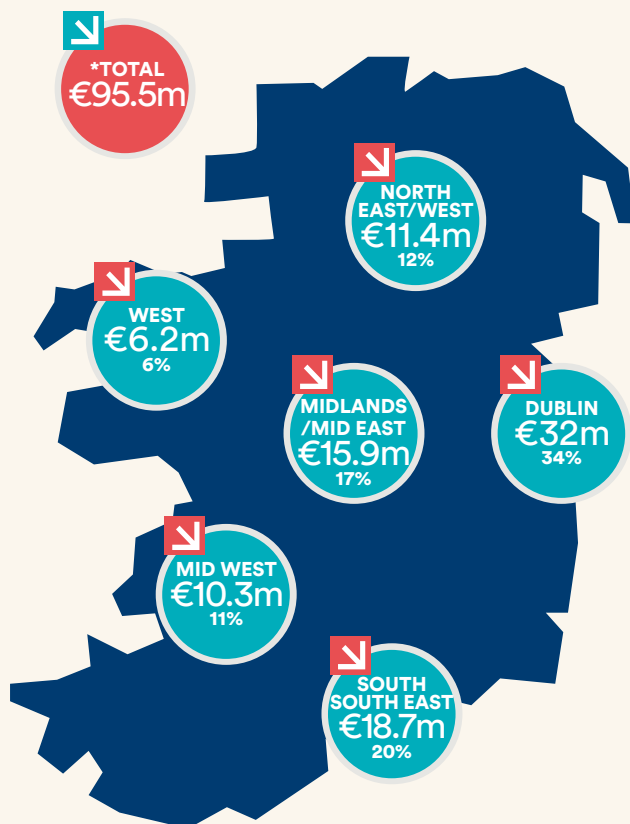 *TOTAL
€95.5m
NORTH
EAST/WEST
€11.4m
12%
WEST
€6.2m
6%
MIDLANDS
/MID EAST
€15.9m
17%
DUBLIN
€32m
34%
MID WEST
€10.3m
11%
SOUTH
SOUTH EAST
€18.7m
20%